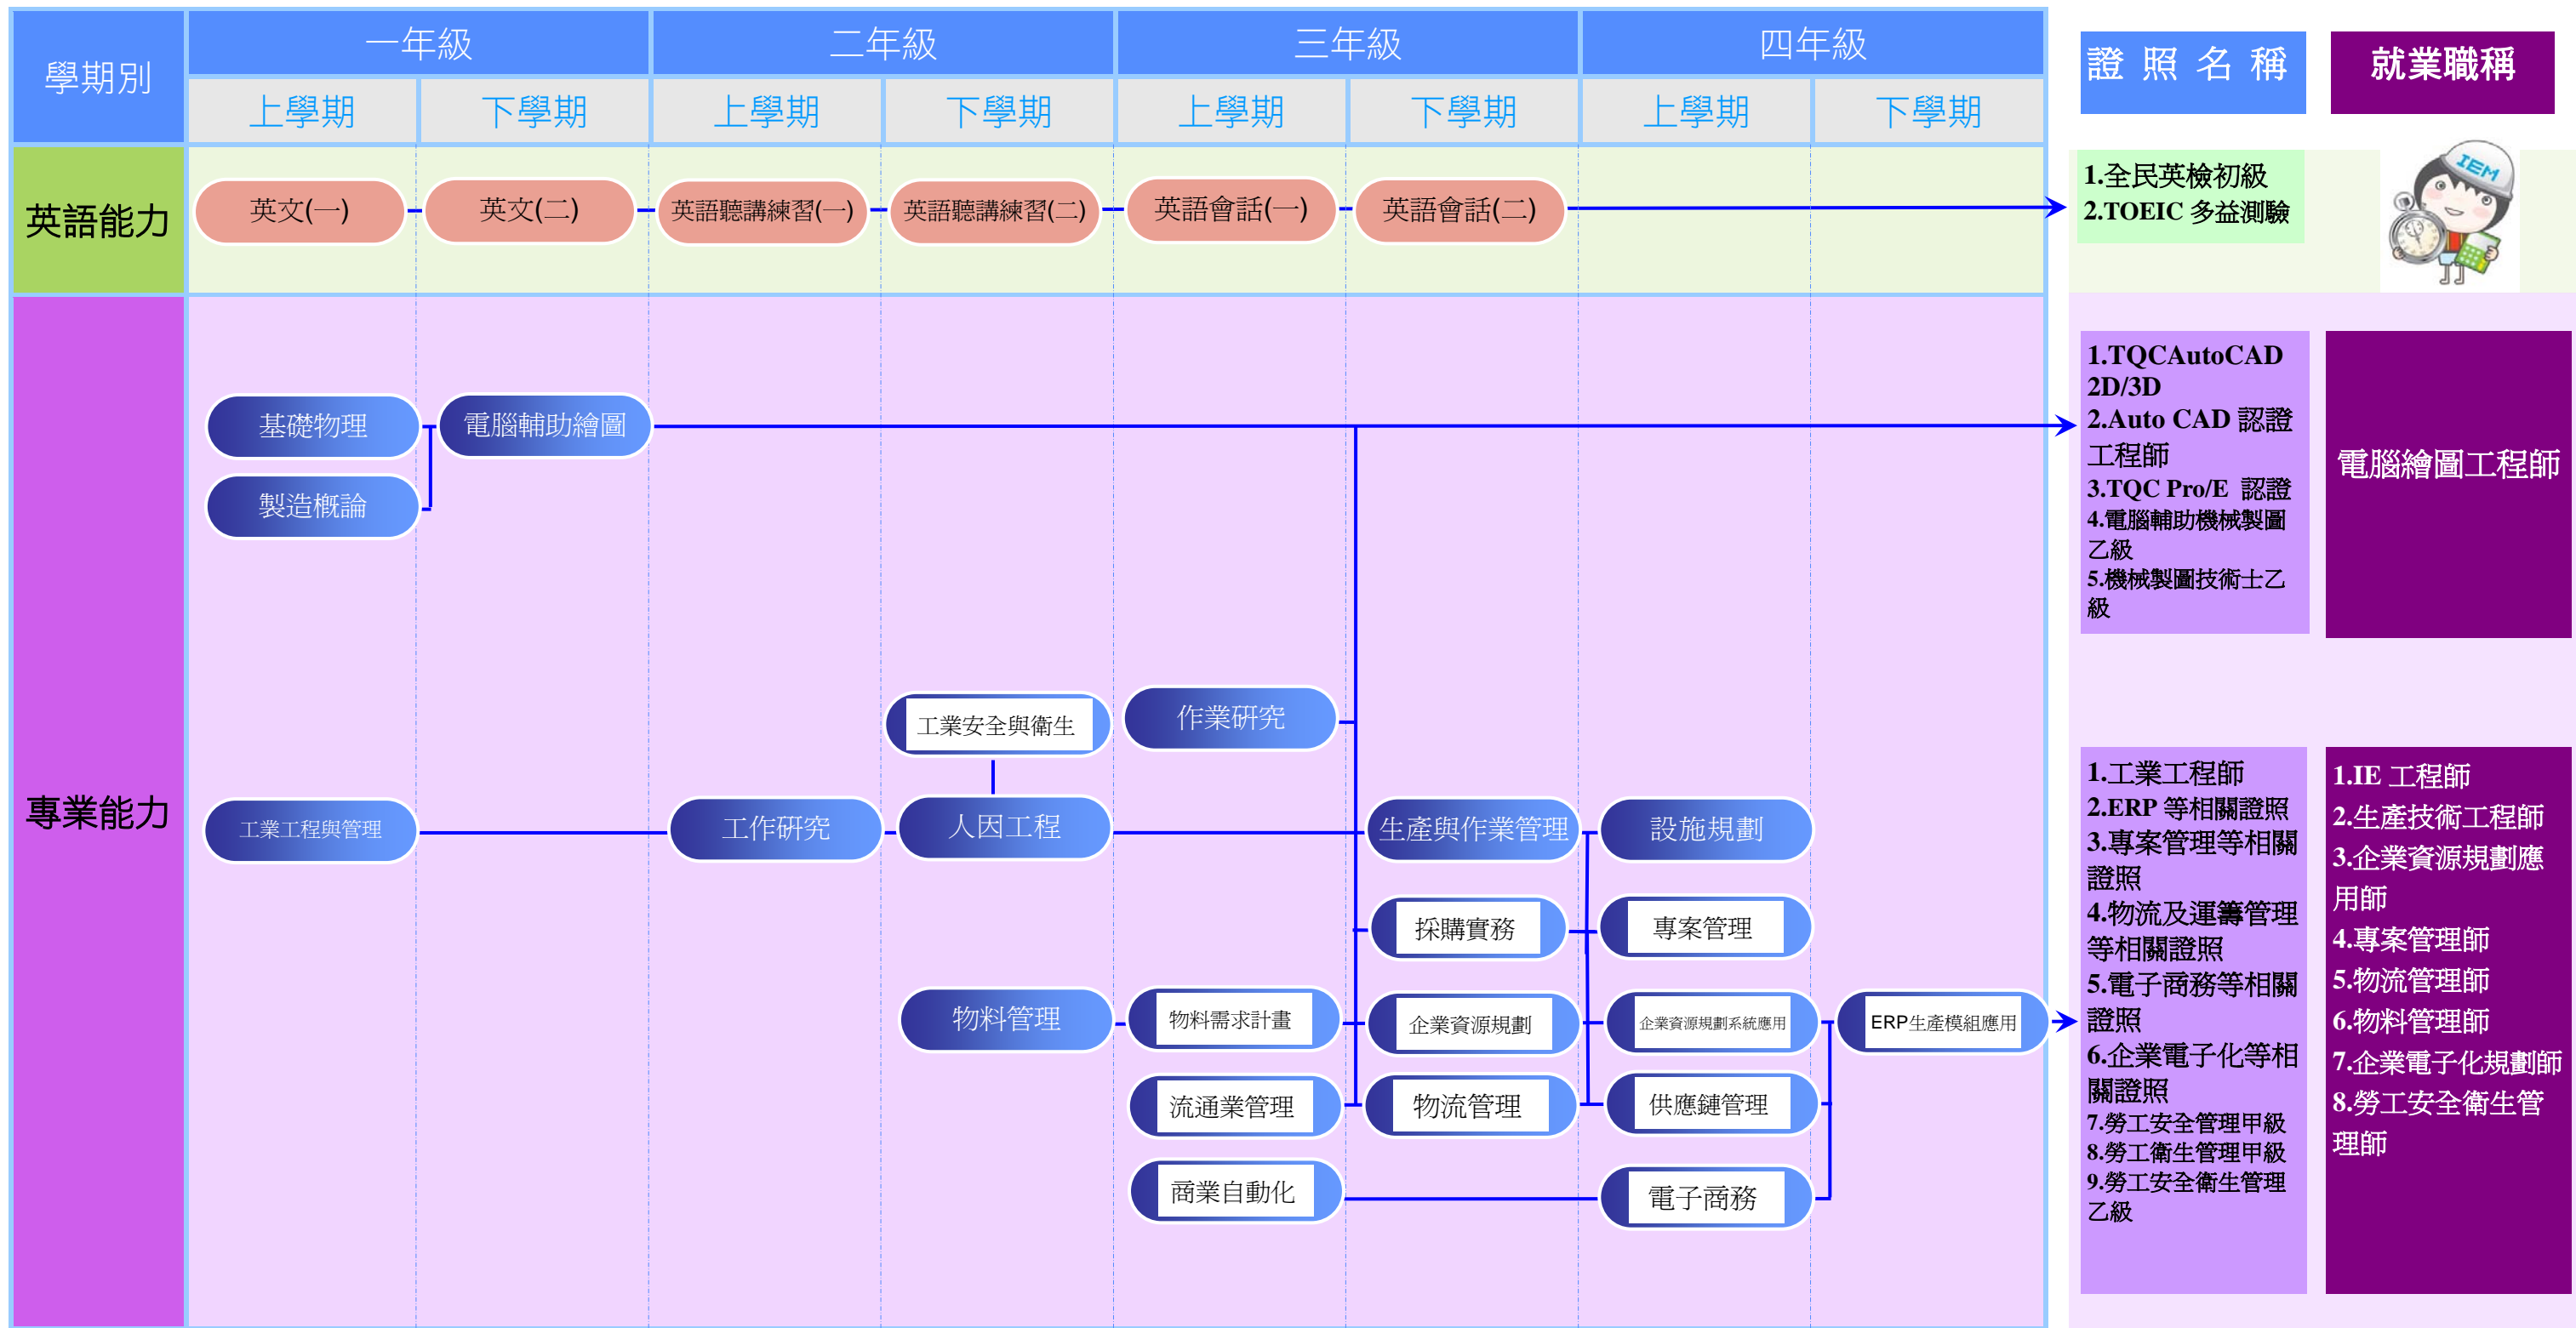 學期別
一年級
二年級
三年級
四年級
證 照 名 稱
就業職稱
上學期
下學期
上學期
下學期
上學期
下學期
上學期
下學期
英語能力
英文(一)
英文(二)
英語聽講練習(一)
英語聽講練習(二)
英語會話(一)
英語會話(二)
1.全民英檢初級
2.TOEIC 多益測驗
IEM
專業能力
基礎物理
電腦輔助繪圖
製造概論
1.TQCAutoCAD
2D/3D
2.Auto CAD 認證
工程師
3.TQC Pro/E 認證
4.電腦輔助機械製圖
乙級
5.機械製圖技術士乙
級
電腦繪圖工程師
工業安全與衛生
作業研究
工業工程與管理
工作研究
人因工程
生產與作業管理
設施規劃
採購實務
專案管理
物料管理
物料需求計畫
企業資源規劃
企業資源規劃系統應用
ERP生產模組應用
流通業管理
物流管理
供應鏈管理
商業自動化
電子商務
1.工業工程師
2.ERP 等相關證照
3.專案管理等相關
證照
4.物流及運籌管理
等相關證照
5.電子商務等相關
證照
6.企業電子化等相
關證照
7.勞工安全管理甲級
8.勞工衛生管理甲級
9.勞工安全衛生管理
乙級
1.IE 工程師
2.生產技術工程師
3.企業資源規劃應
用師
4.專案管理師
5.物流管理師
6.物料管理師
7.企業電子化規劃師
8.勞工安全衛生管
理師